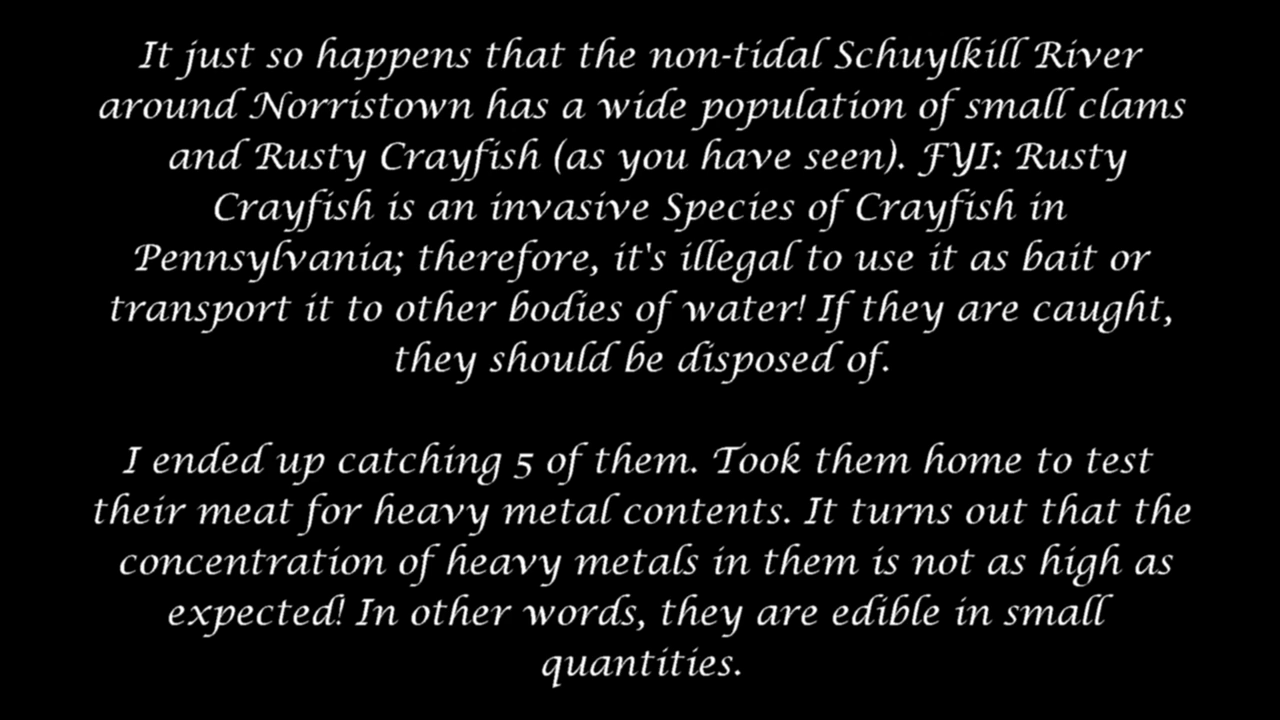 It just so happens that the non-tidal Schuylkill River
around Norristown has a wide population of small clams
and Rusty Crayfish (as you have seen). FYI: Rusty
Crayfish is an invasive Species of Crayfish in
Pennsylvania; therefore, it's illegal to use it as bait or
transport it to other bodies of water! If they are caught,
they should be disposed of.
I ended up catching 5 of them. Took them home to test
their meat for heavy metal contents. It turns out that the
concentration of heavy metals in them is not as high as
expected! In other words, they are edible in small
quantities.